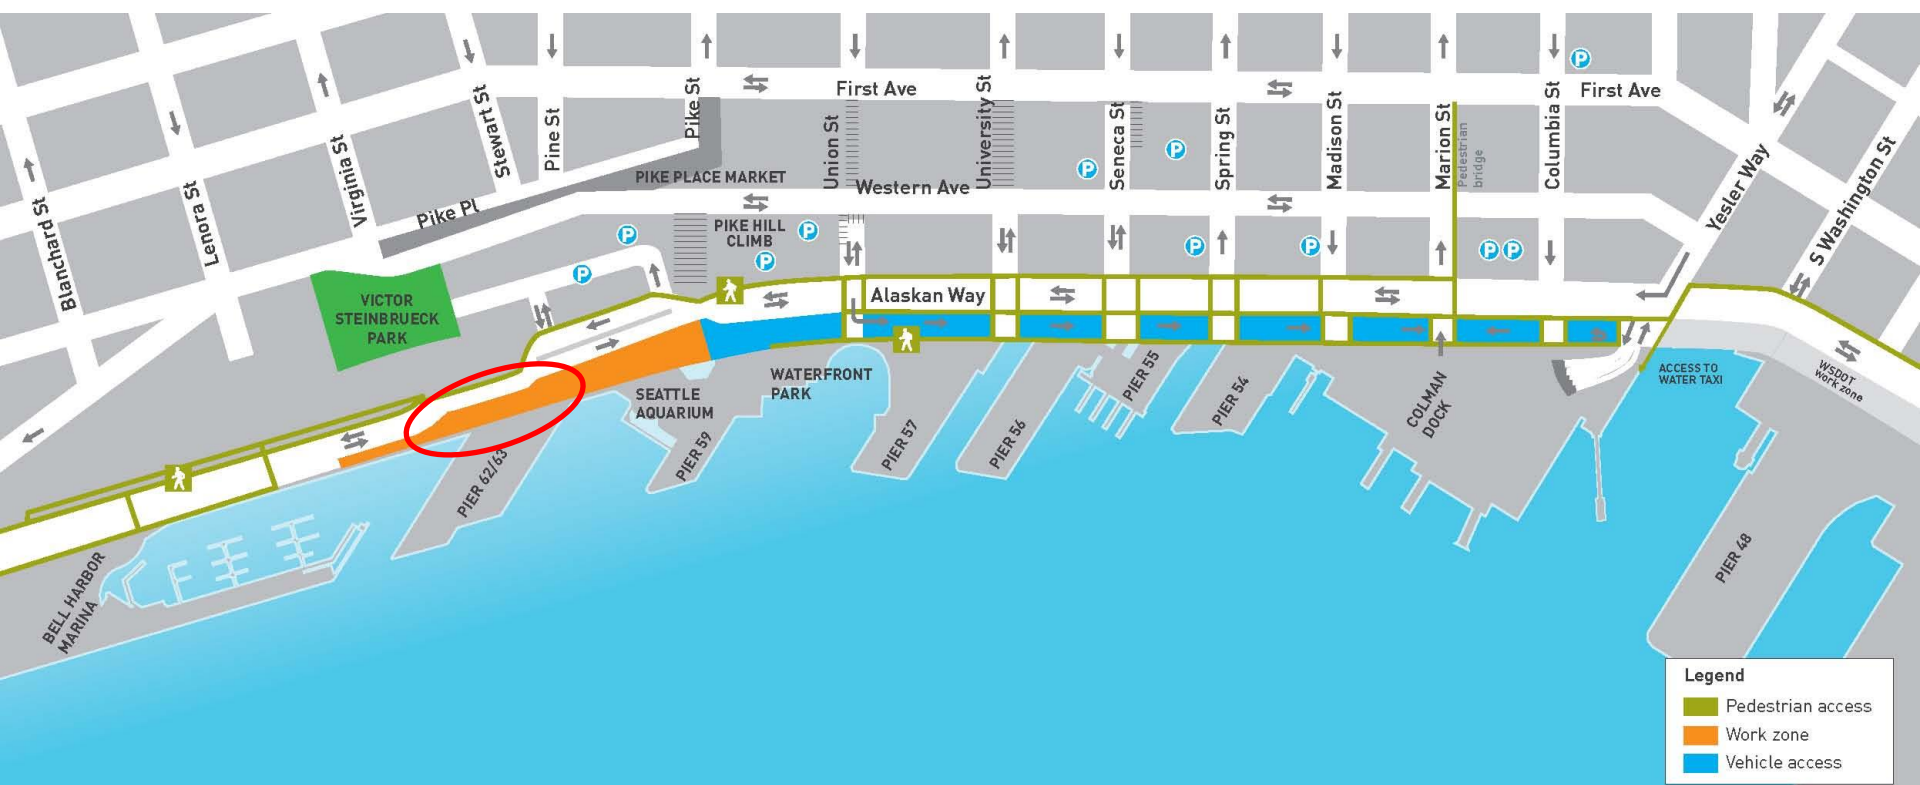 First Ave
First Ave
Pike St
University St
Stewart St
Pine St
Union St
Seneca St
Spring St
Madison St
Marion St
Pedestrian
bridge
Columbia St
Yesler Way
S Washington St
Virginia St
Lenora St
Blanchard St
PIKE PLACE MARKET
Western Ave
Pike Pl
PIKE HILL
CLIMB
P
P
P
P
P
P
P
P
P
P
P
VICTOR
STEINBRUECK
PARK
Alaskan Way
SEATTLE
AQUARIUM
WATERFRONT
PARK
PIER 62/63
PIER 59
PIER 57
PIER 56
PIER 55
PIER 54
COLMAN
DOCK
ACCESS TO
WATER TAXI
WSDOT
work zone
PIER 48
BELL HARBOR
MARINA
Legend
Pedestrian access
Work zone
Vehicle access